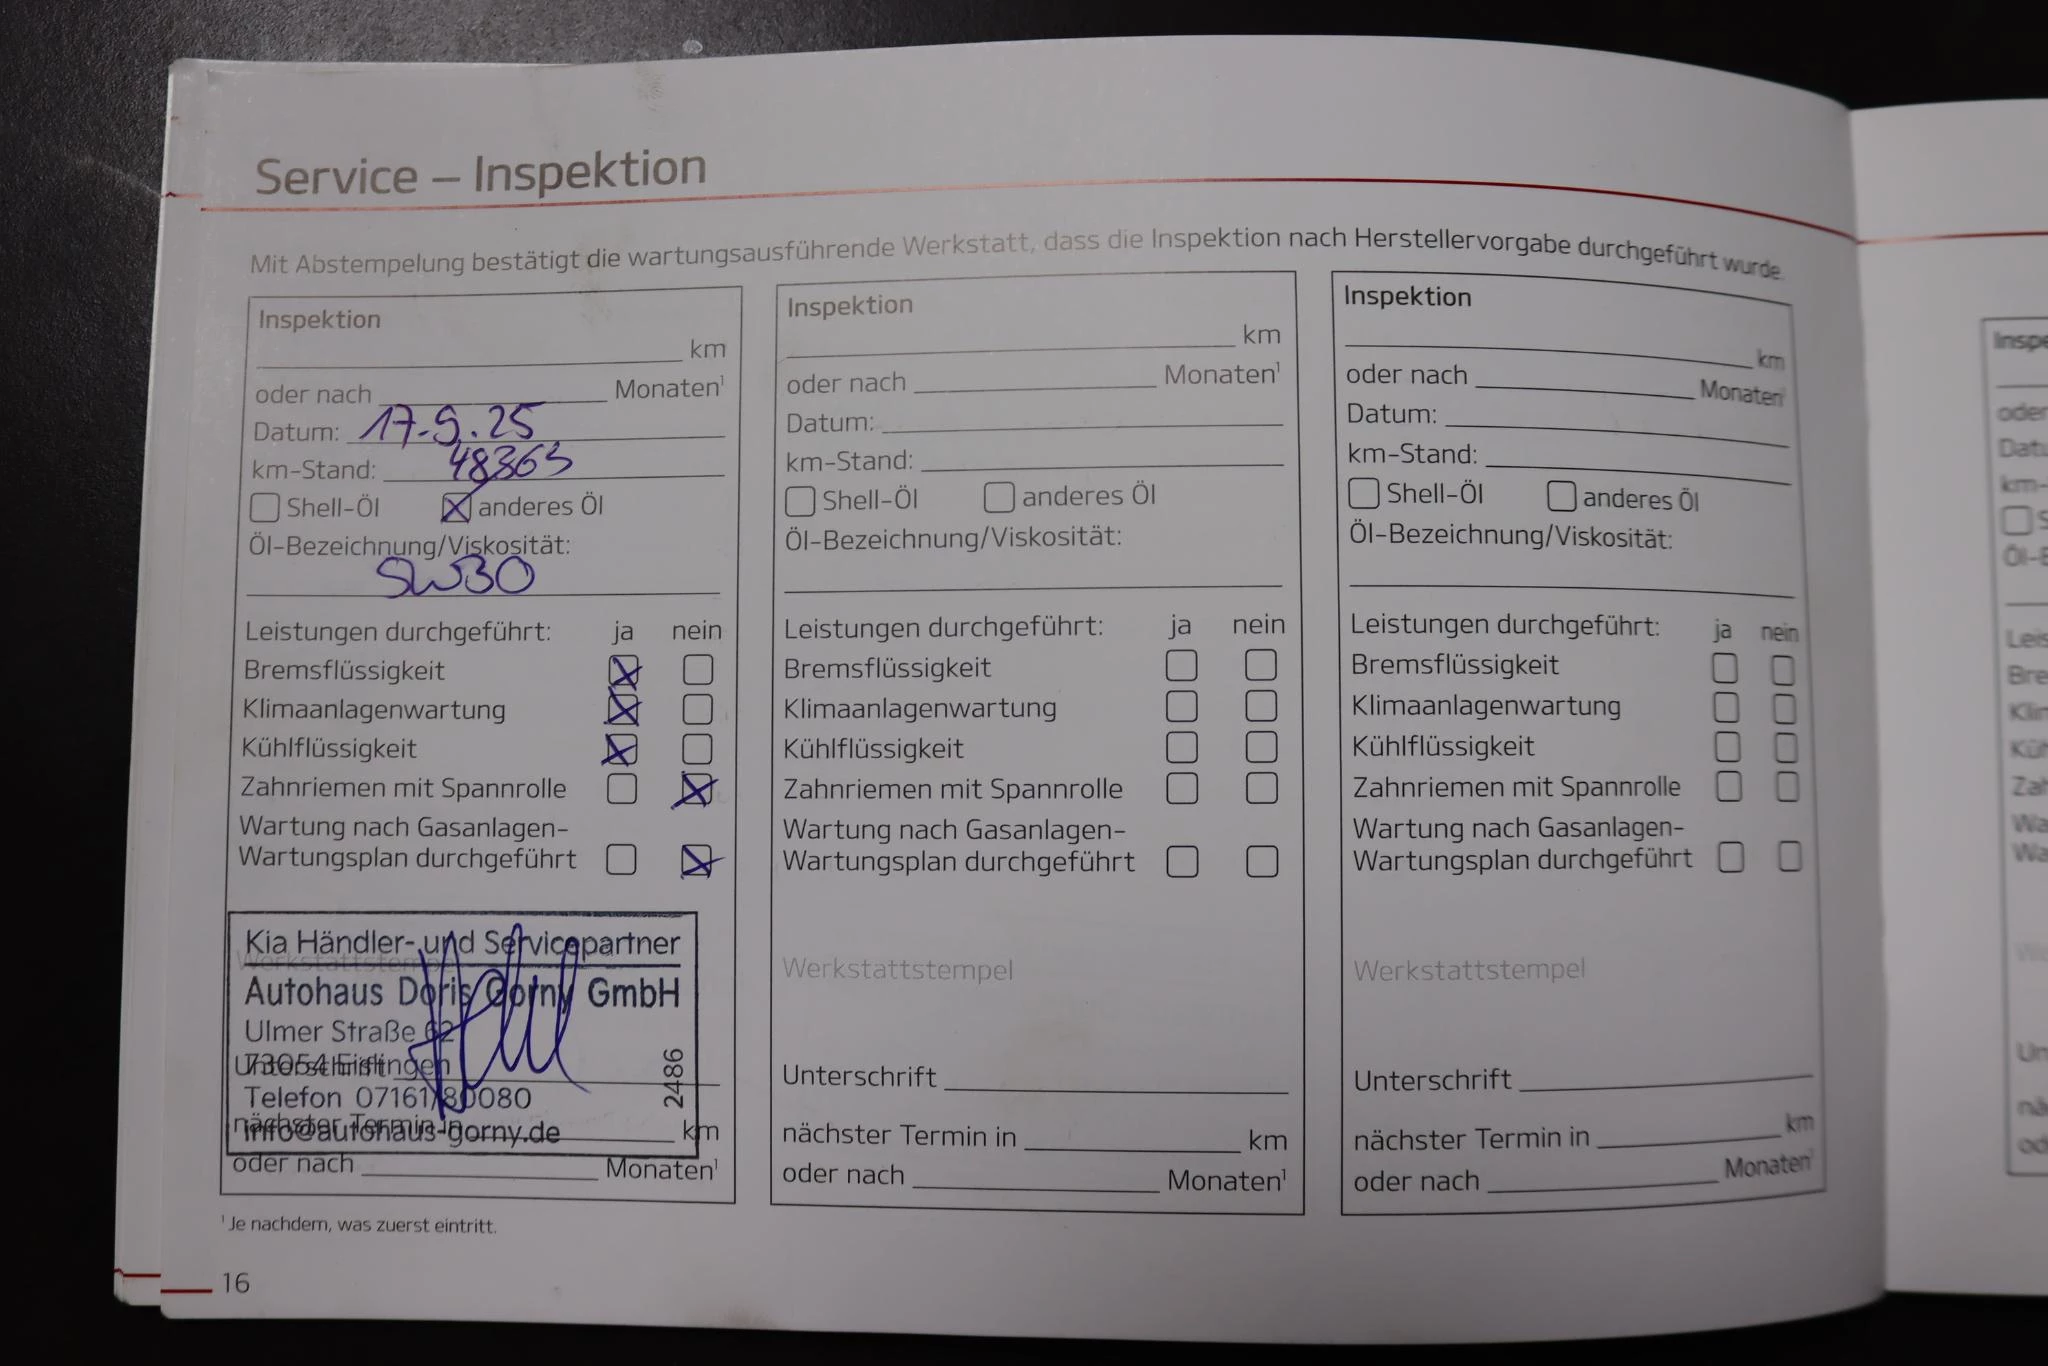 Service – Inspektion
Mit Abstempelung bestätigt die wartungsausführende Werkstatt, dass die Inspektion nach Herstellervorgabe durchgeführt wurde.
Inspektion
km
oder nach Monaten¹
Datum: 17.9.25
km-Stand: 48363
Shell-Öl anderes Öl
Öl-Bezeichnung/Viskosität:
5W30
Leistungen durchgeführt: ja nein
Bremsflüssigkeit
Klimaanlagenwartung
Kühlflüssigkeit
Zahnriemen mit Spannrolle
Wartung nach Gasanlagen-
Wartungsplan durchgeführt
Werkstattstempel
Kia Händler- und Servicepartner
Autohaus Doris Gorny GmbH
Ulmer Straße 62
73054 Eislingen
Telefon 07161/80080
info@autohaus-gorny.de
2486
Unterschrift
nächster Termin in km
oder nach Monaten¹
Inspektion
km
oder nach Monaten¹
Datum:
km-Stand:
Shell-Öl anderes Öl
Öl-Bezeichnung/Viskosität:
Leistungen durchgeführt: ja nein
Bremsflüssigkeit
Klimaanlagenwartung
Kühlflüssigkeit
Zahnriemen mit Spannrolle
Wartung nach Gasanlagen-
Wartungsplan durchgeführt
Werkstattstempel
Unterschrift
nächster Termin in km
oder nach Monaten¹
Inspektion
km
oder nach Monaten¹
Datum:
km-Stand:
Shell-Öl anderes Öl
Öl-Bezeichnung/Viskosität:
Leistungen durchgeführt: ja nein
Bremsflüssigkeit
Klimaanlagenwartung
Kühlflüssigkeit
Zahnriemen mit Spannrolle
Wartung nach Gasanlagen-
Wartungsplan durchgeführt
Werkstattstempel
Unterschrift
nächster Termin in km
oder nach Monaten¹
¹ Je nachdem, was zuerst eintritt.
16